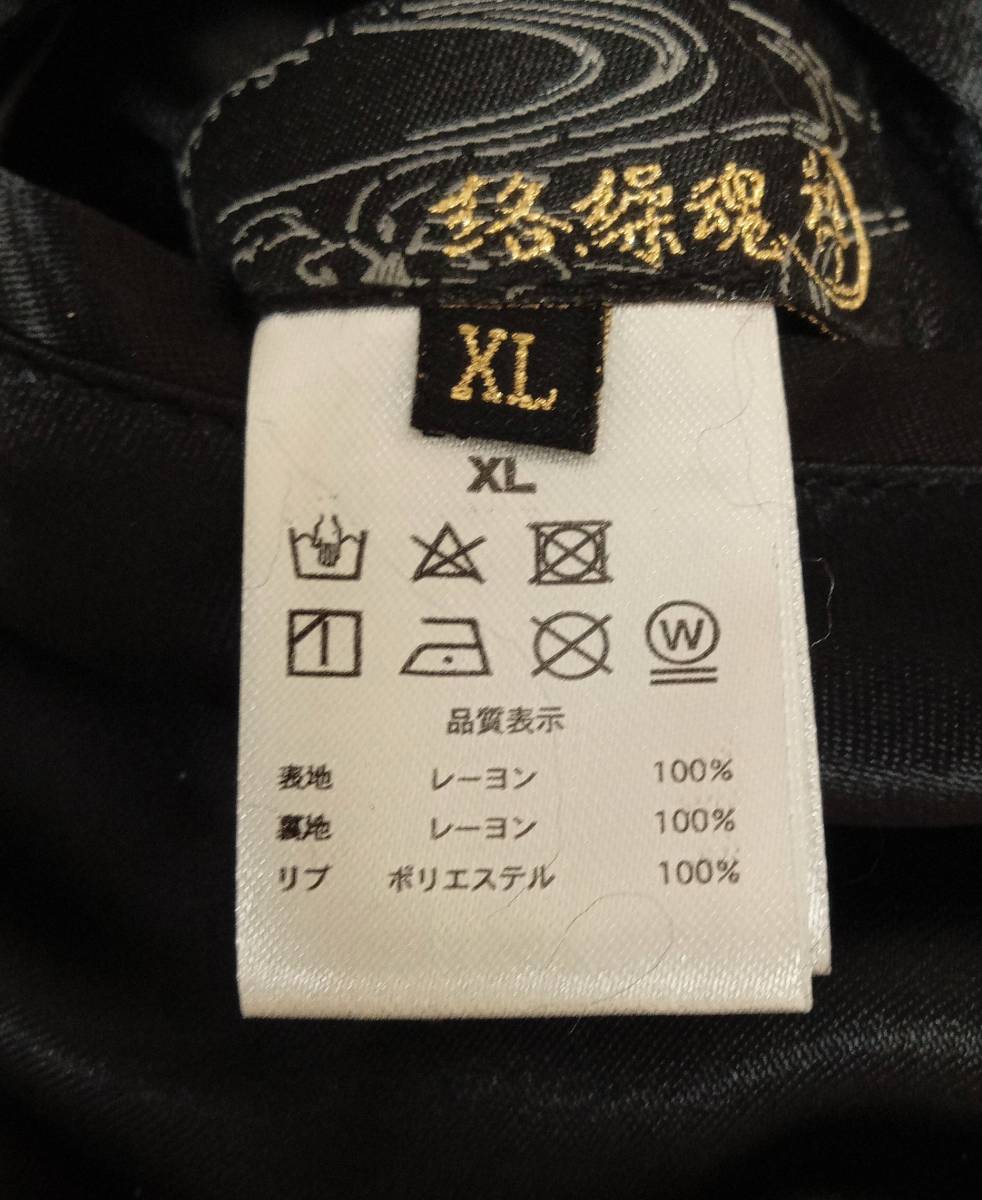 絡繰魂
XL
XL
W
品質表示
表地 レーヨン 100%
裏地 レーヨン 100%
リブ ポリエステル 100%